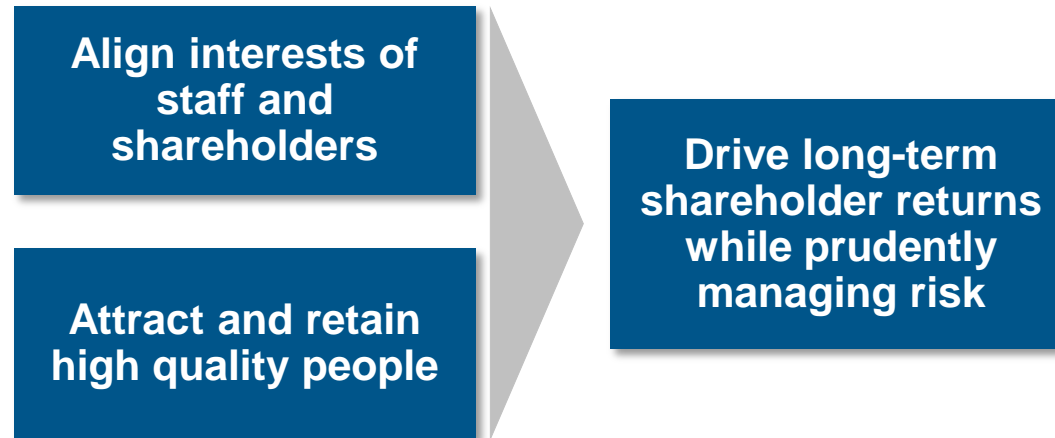 Align interests of
staff and
shareholders
Attract and retain
high quality people
Drive long-term
shareholder returns
while prudently
managing risk